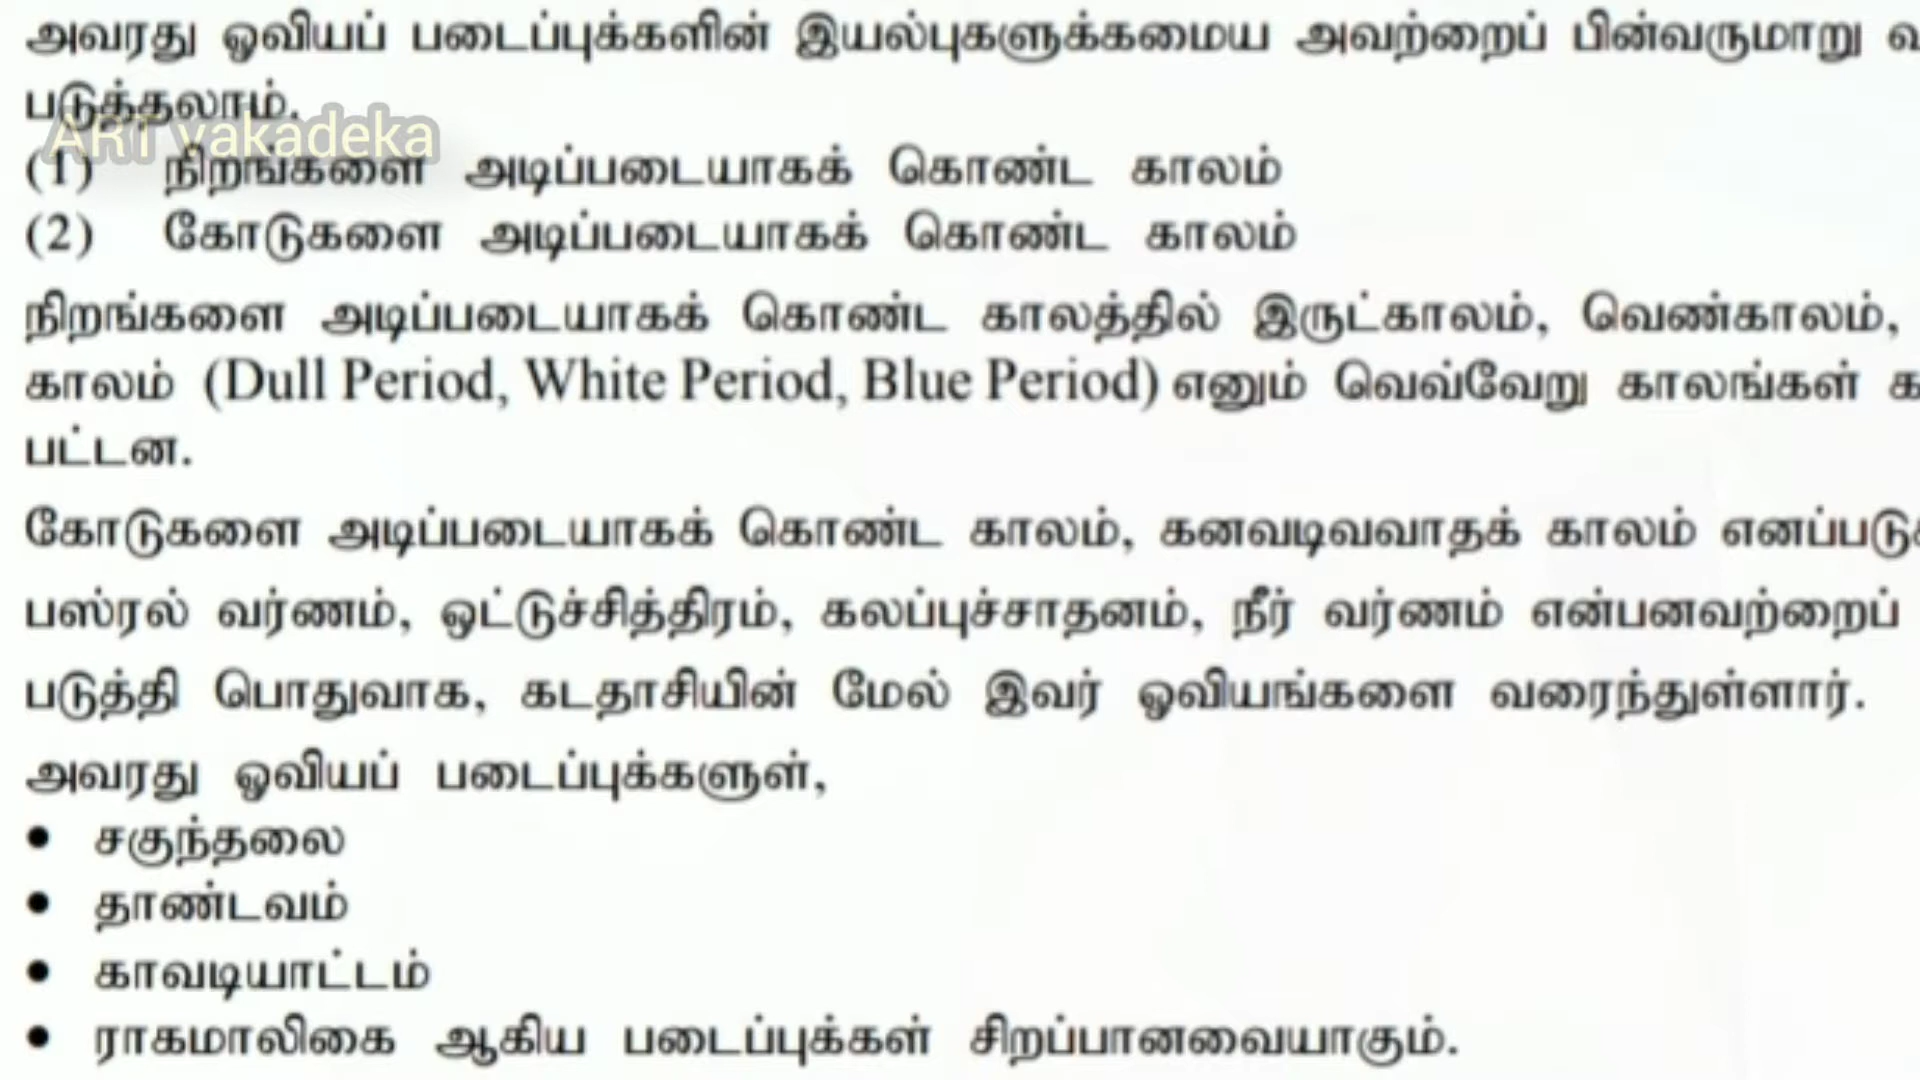 அவரது ஓவியப் படைப்புக்களின் இயல்புகளுக்கமைய அவற்றைப் பின்வருமாறு
படுத்தலாம்.
ART vakadeka
(1) நிறங்களை அடிப்படையாகக் கொண்ட காலம்
(2) கோடுகளை அடிப்படையாகக் கொண்ட காலம்
நிறங்களை அடிப்படையாகக் கொண்ட காலத்தில் இருட்காலம், வெண்காலம்,
காலம் (Dull Period, White Period, Blue Period) எனும் வெவ்வேறு காலங்கள்
பட்டன.
கோடுகளை அடிப்படையாகக் கொண்ட காலம், கனவடிவவாதக் காலம்
பஸ்ரல் வர்ணம், ஒட்டுச்சித்திரம், கலப்புச்சாதனம், நீர் வர்ணம் என்பனவற்றைப்
படுத்தி பொதுவாக, கடதாசியின் மேல் இவர் ஓவியங்களை வரைந்துள்ளார்.
அவரது ஓவியப் படைப்புக்களுள்,
• சகுந்தலை
• தாண்டவம்
• காவடியாட்டம்
• ராகமாலிகை ஆகிய படைப்புக்கள் சிறப்பானவையாகும்.